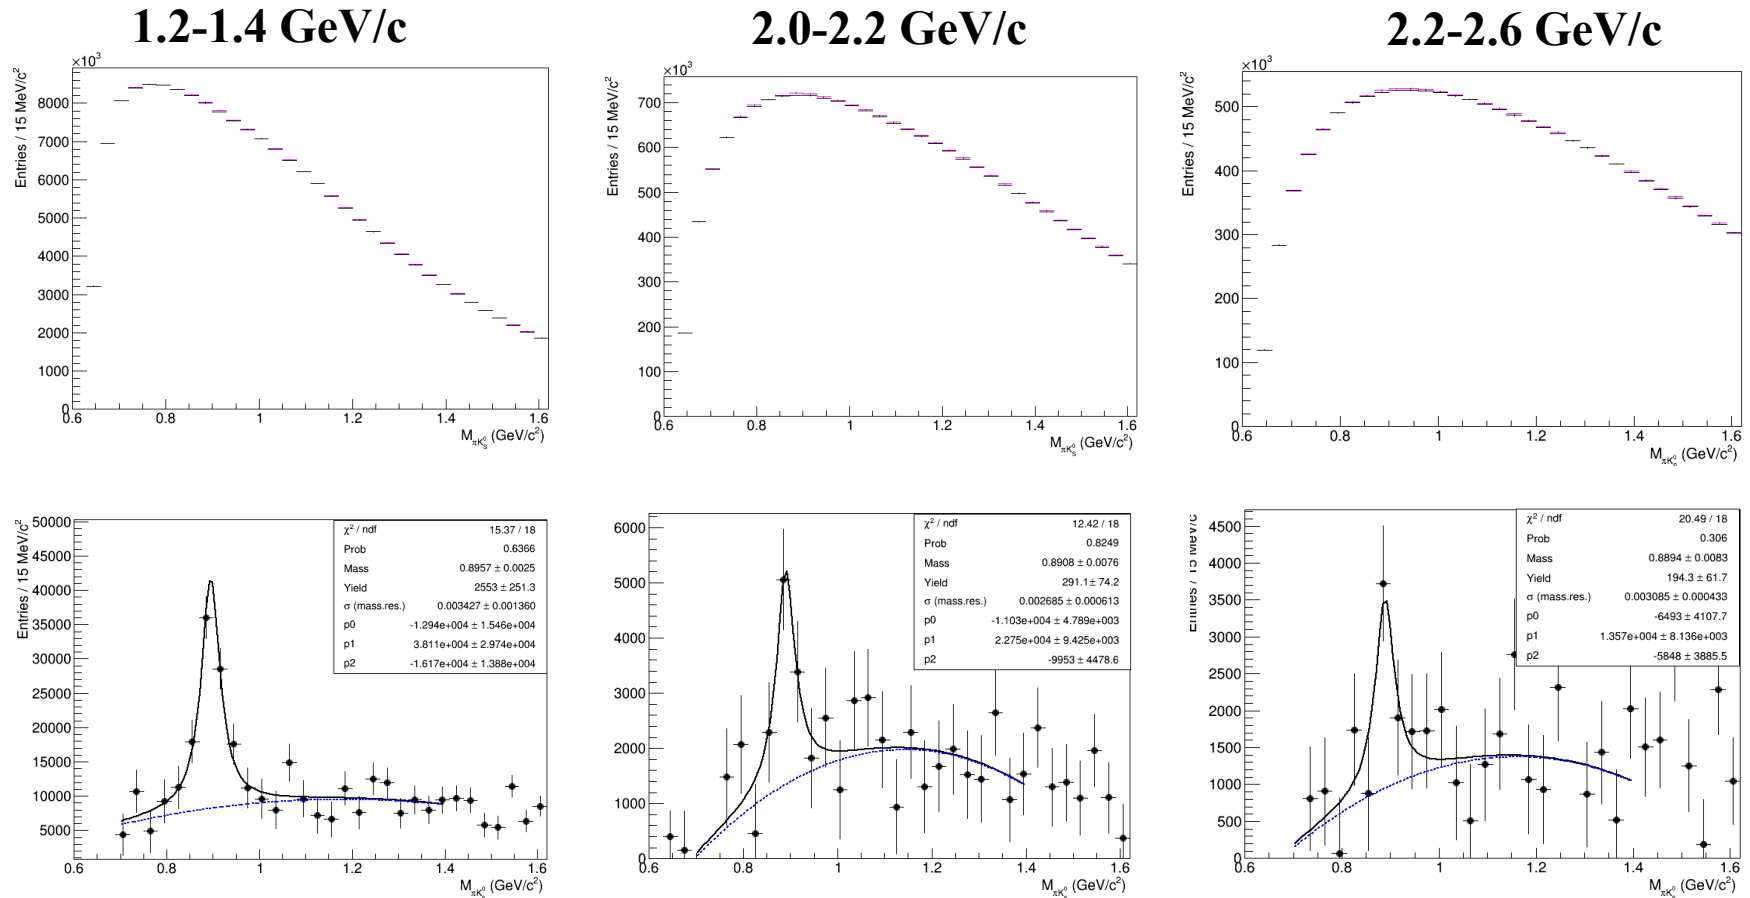 1.2-1.4 GeV/c
2.0-2.2 GeV/c
2.2-2.6 GeV/c
×10³
Entries / 15 MeV/c²
8000
7000
6000
5000
4000
3000
2000
1000
0
0.6 0.8 1 1.2 1.4 1.6
M_πK⁰_S (GeV/c²)
×10³
Entries / 15 MeV/c²
700
600
500
400
300
200
100
0
0.6 0.8 1 1.2 1.4 1.6
M_πK⁰_S (GeV/c²)
×10³
Entries / 15 MeV/c²
500
400
300
200
100
0
0.6 0.8 1 1.2 1.4 1.6
(GeV/c²)
Entries / 15 MeV/c²
50000
45000
40000
35000
30000
25000
20000
15000
10000
5000
0.6 0.8 1 1.2 1.4 1.6
(GeV/c²)
χ² / ndf 15.37 / 18
Prob 0.6366
Mass 0.8957 ± 0.0025
Yield 2553 ± 251.3
σ (mass.res.) 0.003427 ± 0.001360
p0 -1.294e+004 ± 1.546e+004
p1 3.811e+004 ± 2.974e+004
p2 -1.617e+004 ± 1.388e+004
6000
5000
4000
3000
2000
1000
0
0.6 0.8 1 1.2 1.4 1.6
(GeV/c²)
χ² / ndf 12.42 / 18
Prob 0.8249
Mass 0.8908 ± 0.0076
Yield 291.1 ± 74.2
σ (mass.res.) 0.002685 ± 0.000613
p0 -1.103e+004 ± 4.789e+003
p1 2.275e+004 ± 9.425e+003
p2 -9953 ± 4478.6
Entries / 15 MeV/c
4500
4000
3500
3000
2500
2000
1500
1000
500
0
0.6 0.8 1 1.2 1.4 1.6
(GeV/c²)
χ² / ndf 20.49 / 18
Prob 0.306
Mass 0.8894 ± 0.0083
Yield 194.3 ± 61.7
σ (mass.res.) 0.003085 ± 0.000433
p0 -6493 ± 4107.7
p1 1.357e+004 ± 8.136e+003
p2 -5848 ± 3885.5